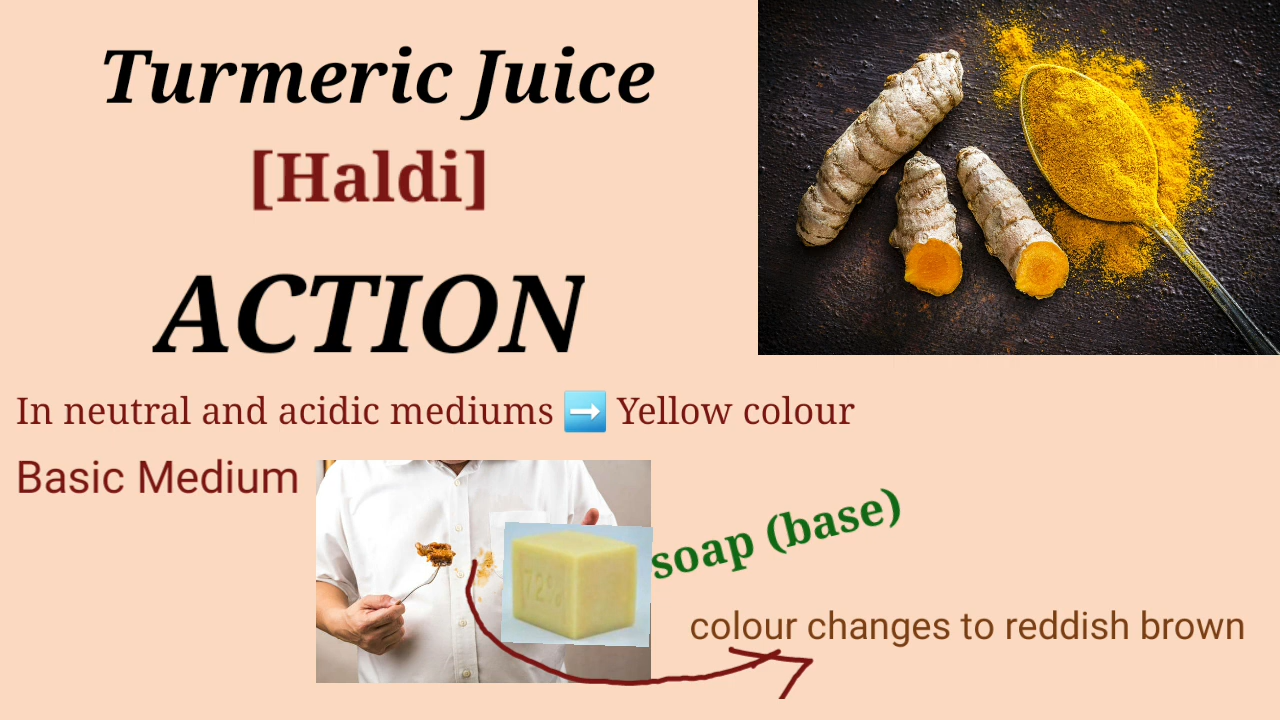 Turmeric Juice
[Haldi]
ACTION
In neutral and acidic mediums ➡️ Yellow colour
Basic Medium
soap (base)
72%
colour changes to reddish brown